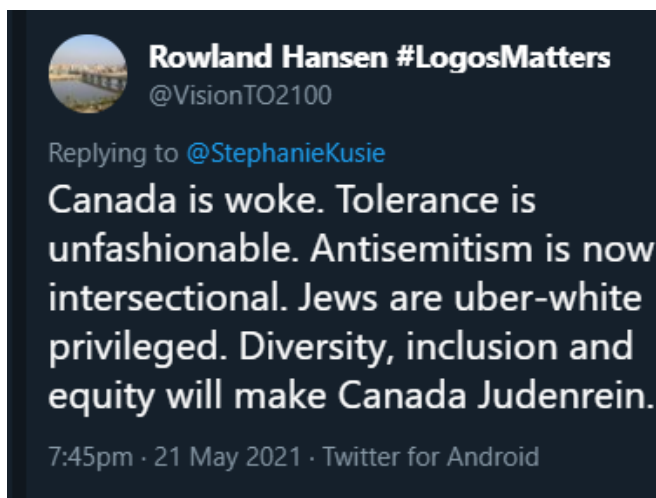 Rowland Hansen #LogosMatters
@VisionTO2100
Replying to @StephanieKusie
Canada is woke. Tolerance is
unfashionable. Antisemitism is now
intersectional. Jews are uber-white
privileged. Diversity, inclusion and
equity will make Canada Judenrein.
7:45pm · 21 May 2021 · Twitter for Android